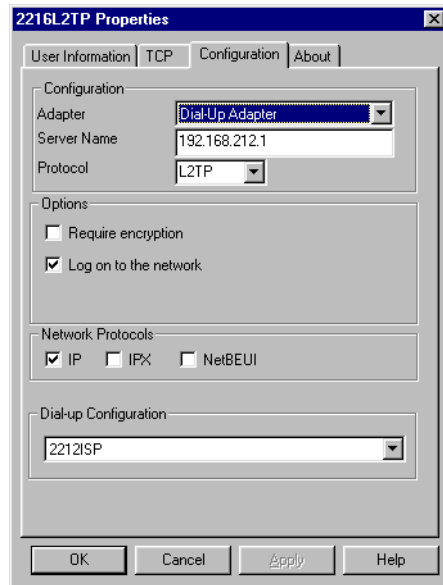 2216L2TP Properties
User Information TCP Configuration About
Configuration
Adapter Dial-Up Adapter
Server Name 192.168.212.1
Protocol L2TP
Options
Require encryption
Log on to the network
Network Protocols
IP IPX NetBEUI
Dial-up Configuration
2212ISP
OK Cancel Apply Help